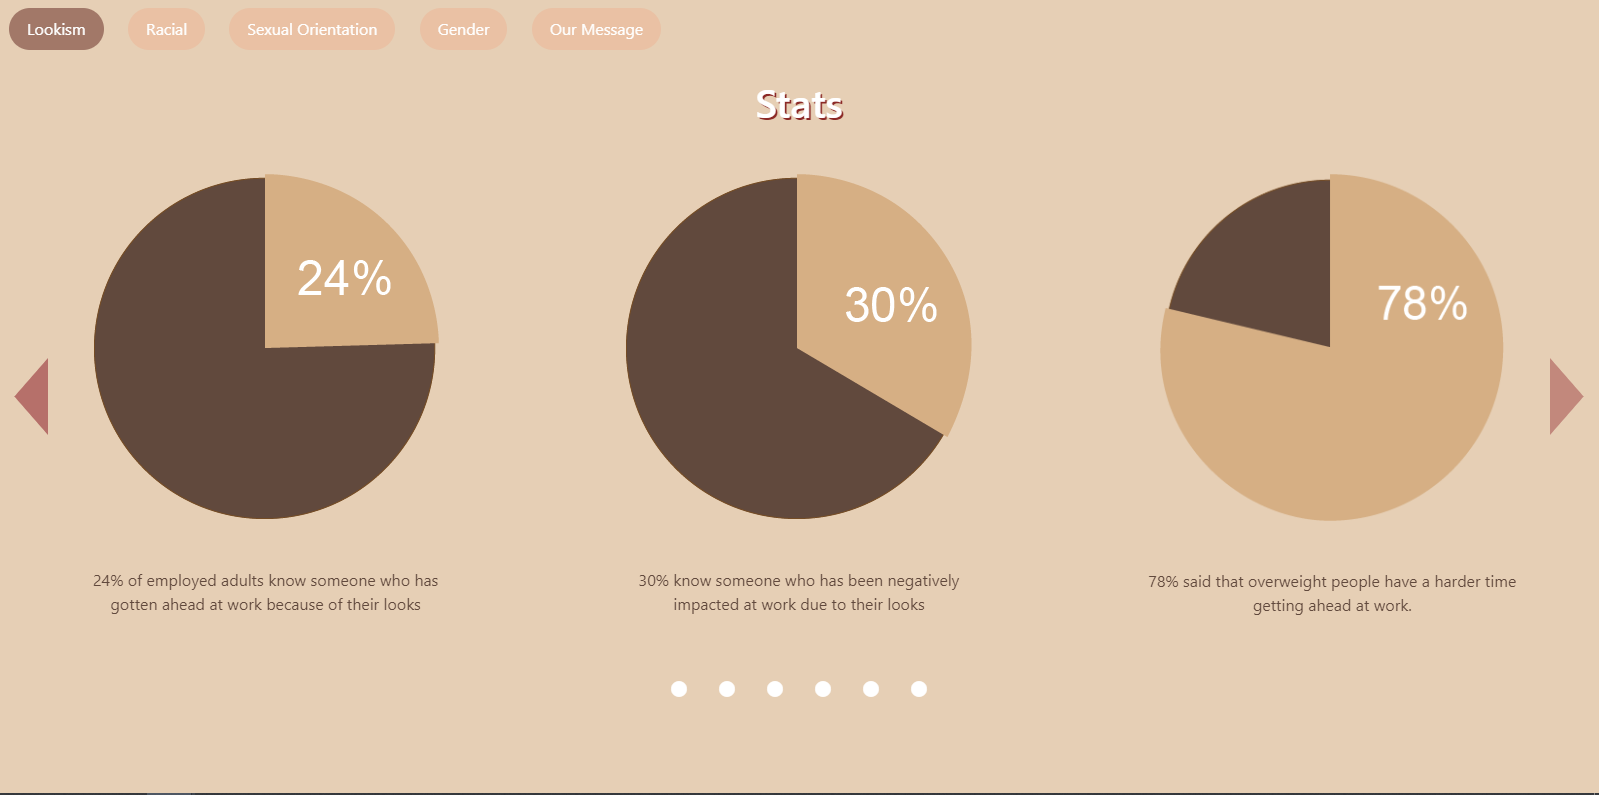 Lookism
Racial
Sexual Orientation
Gender
Our Message
Stats
24%
30%
78%
24% of employed adults know someone who has
gotten ahead at work because of their looks
30% know someone who has been negatively
impacted at work due to their looks
78% said that overweight people have a harder time
getting ahead at work.